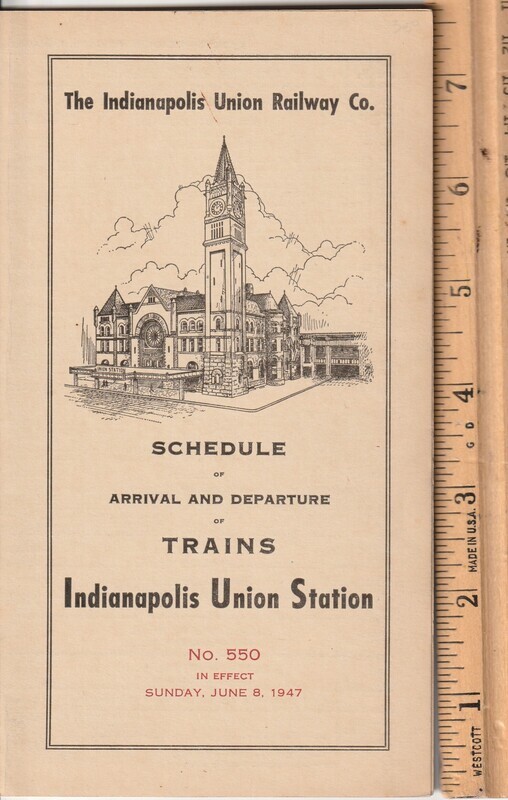 The Indianapolis Union Railway Co.
UNION STATION
SCHEDULE
OF
ARRIVAL AND DEPARTURE
OF
TRAINS
Indianapolis Union Station
No. 550
IN EFFECT
SUNDAY, JUNE 8, 1947
7
6
5
4
G D
3
MADE IN U.S.A.
2
1
WESTCOTT